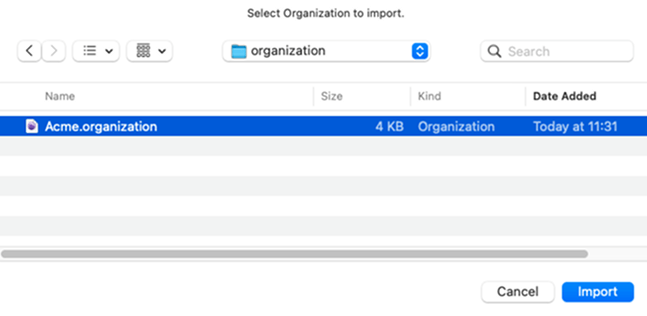 Select Organization to import.
organization
Search
Name Size Kind Date Added
Acme.organization 4 KB Organization Today at 11:31
Cancel Import